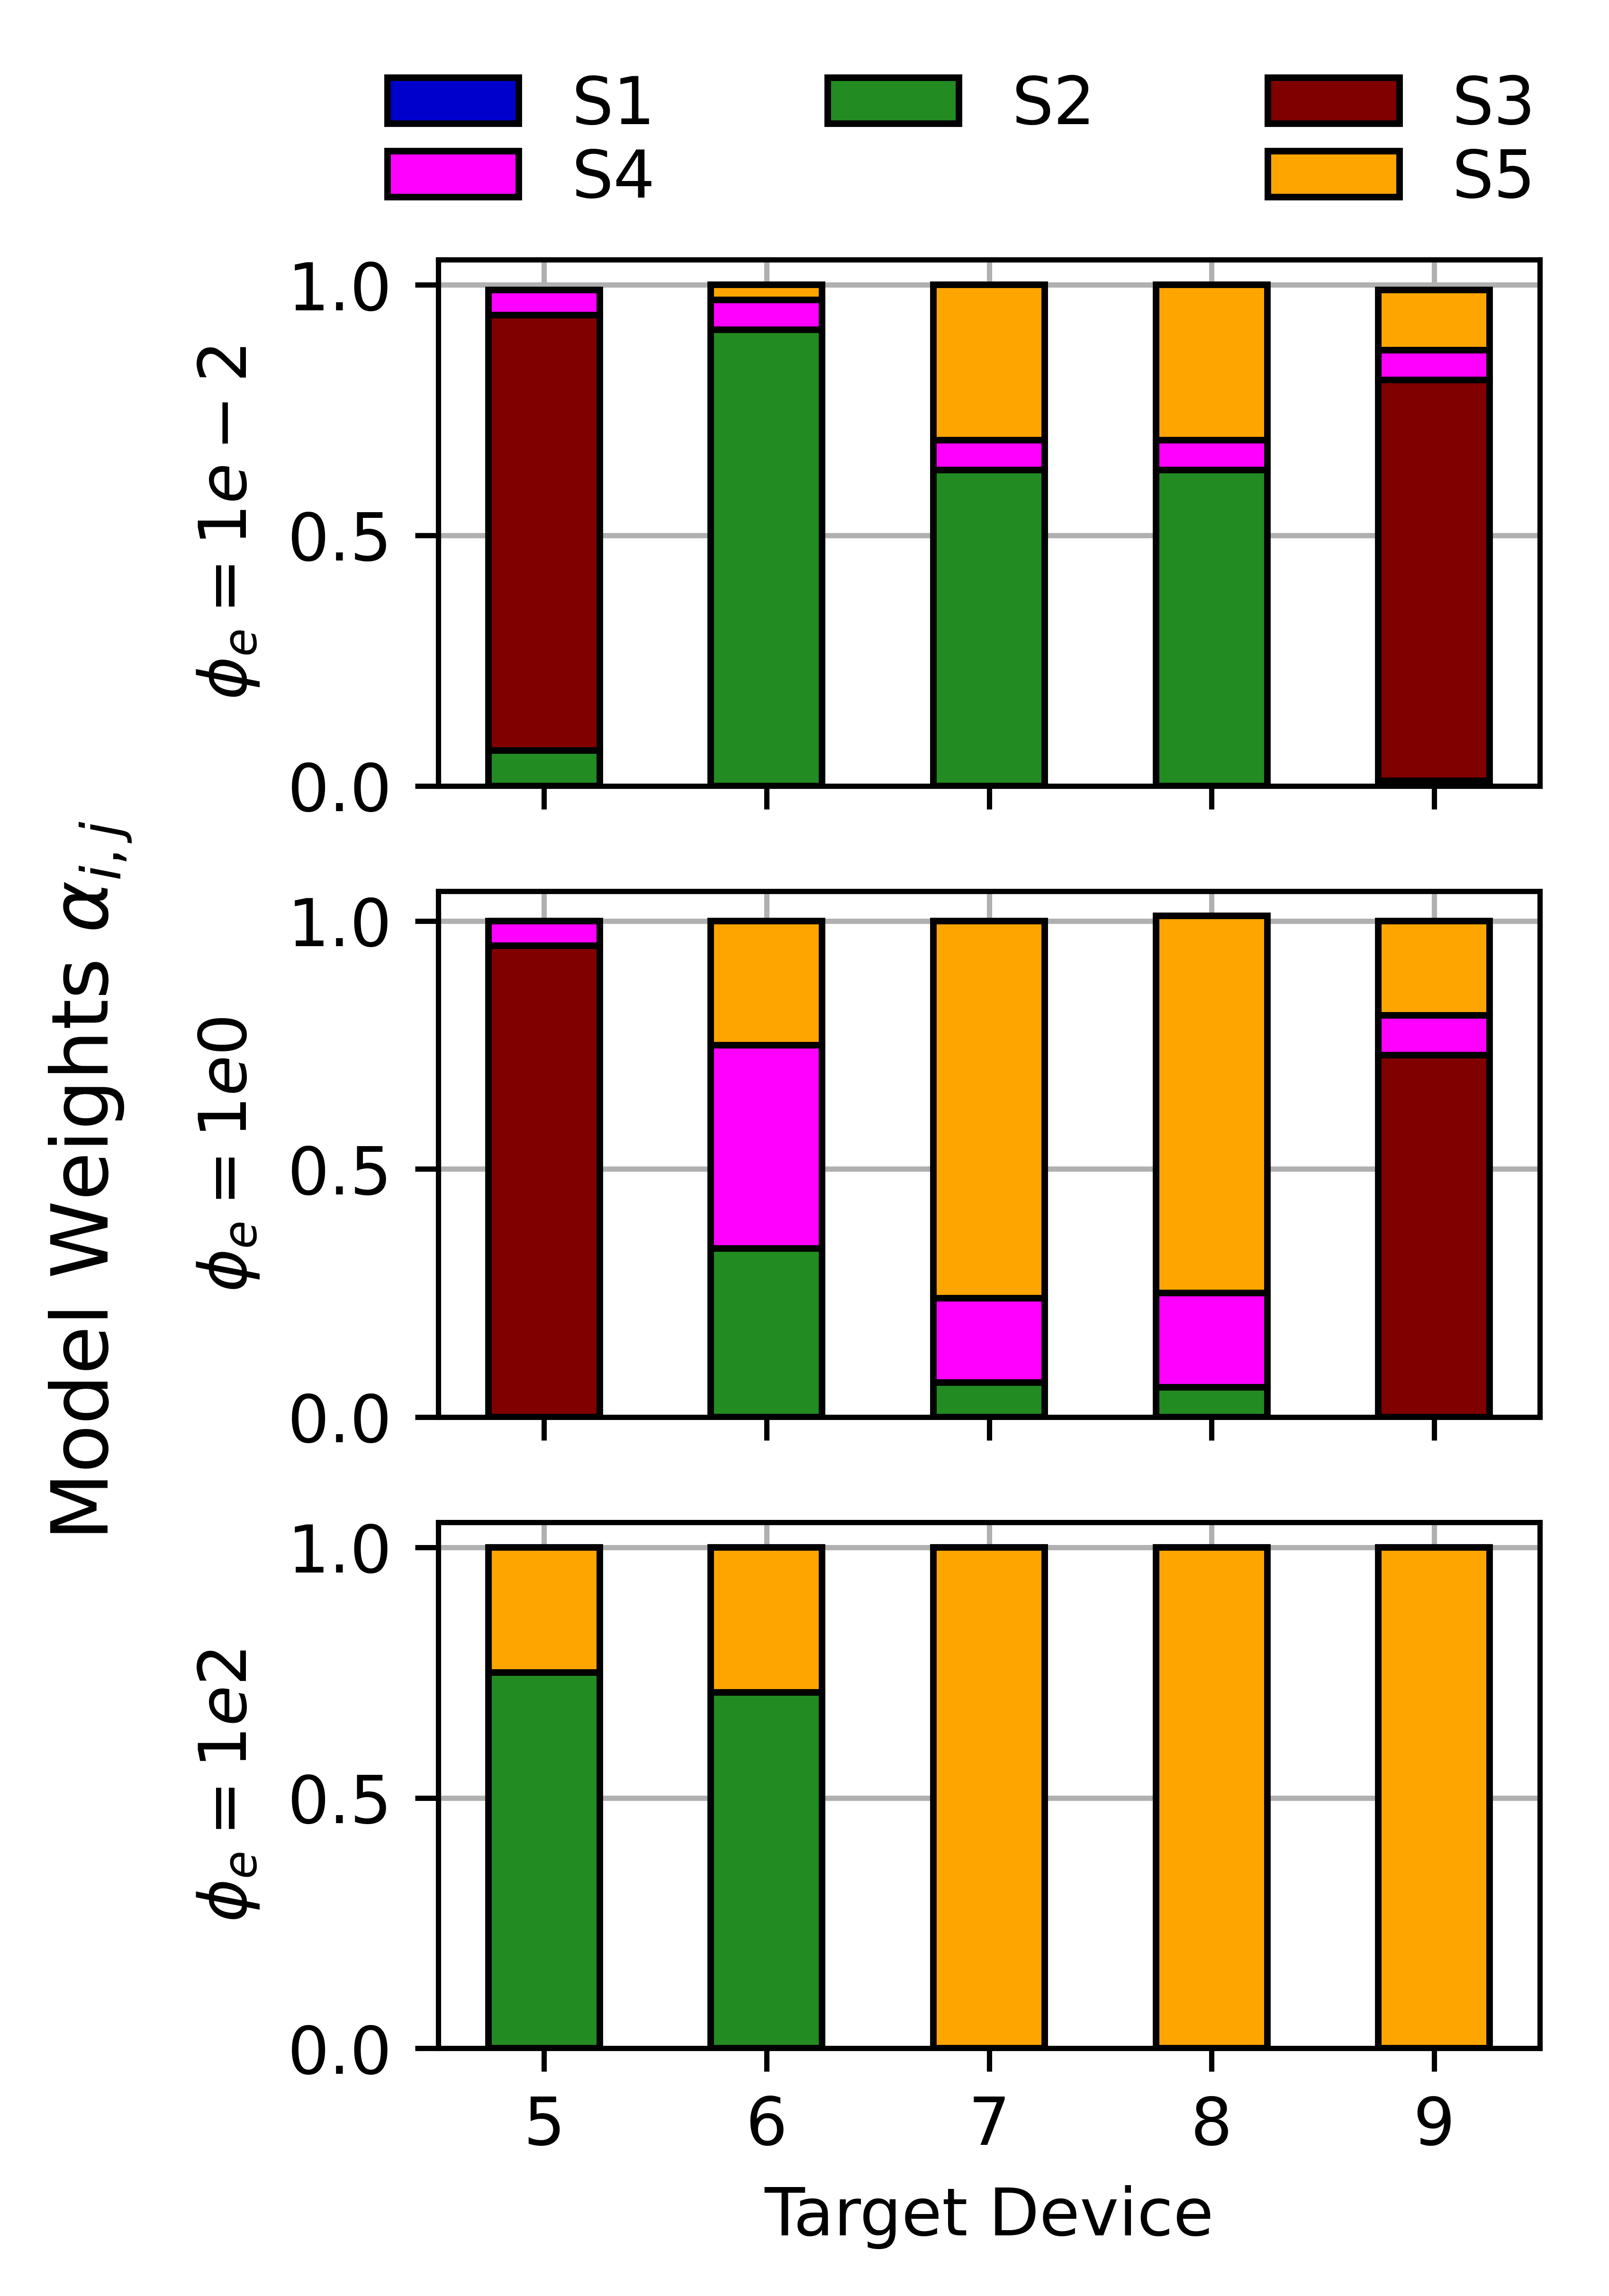 S1 S2 S3
S4 S5
Model Weights αi,j
ϕe = 1e − 2
1.0
0.5
0.0
ϕe = 1e0
1.0
0.5
0.0
ϕe = 1e2
1.0
0.5
0.0
5 6 7 8 9
Target Device